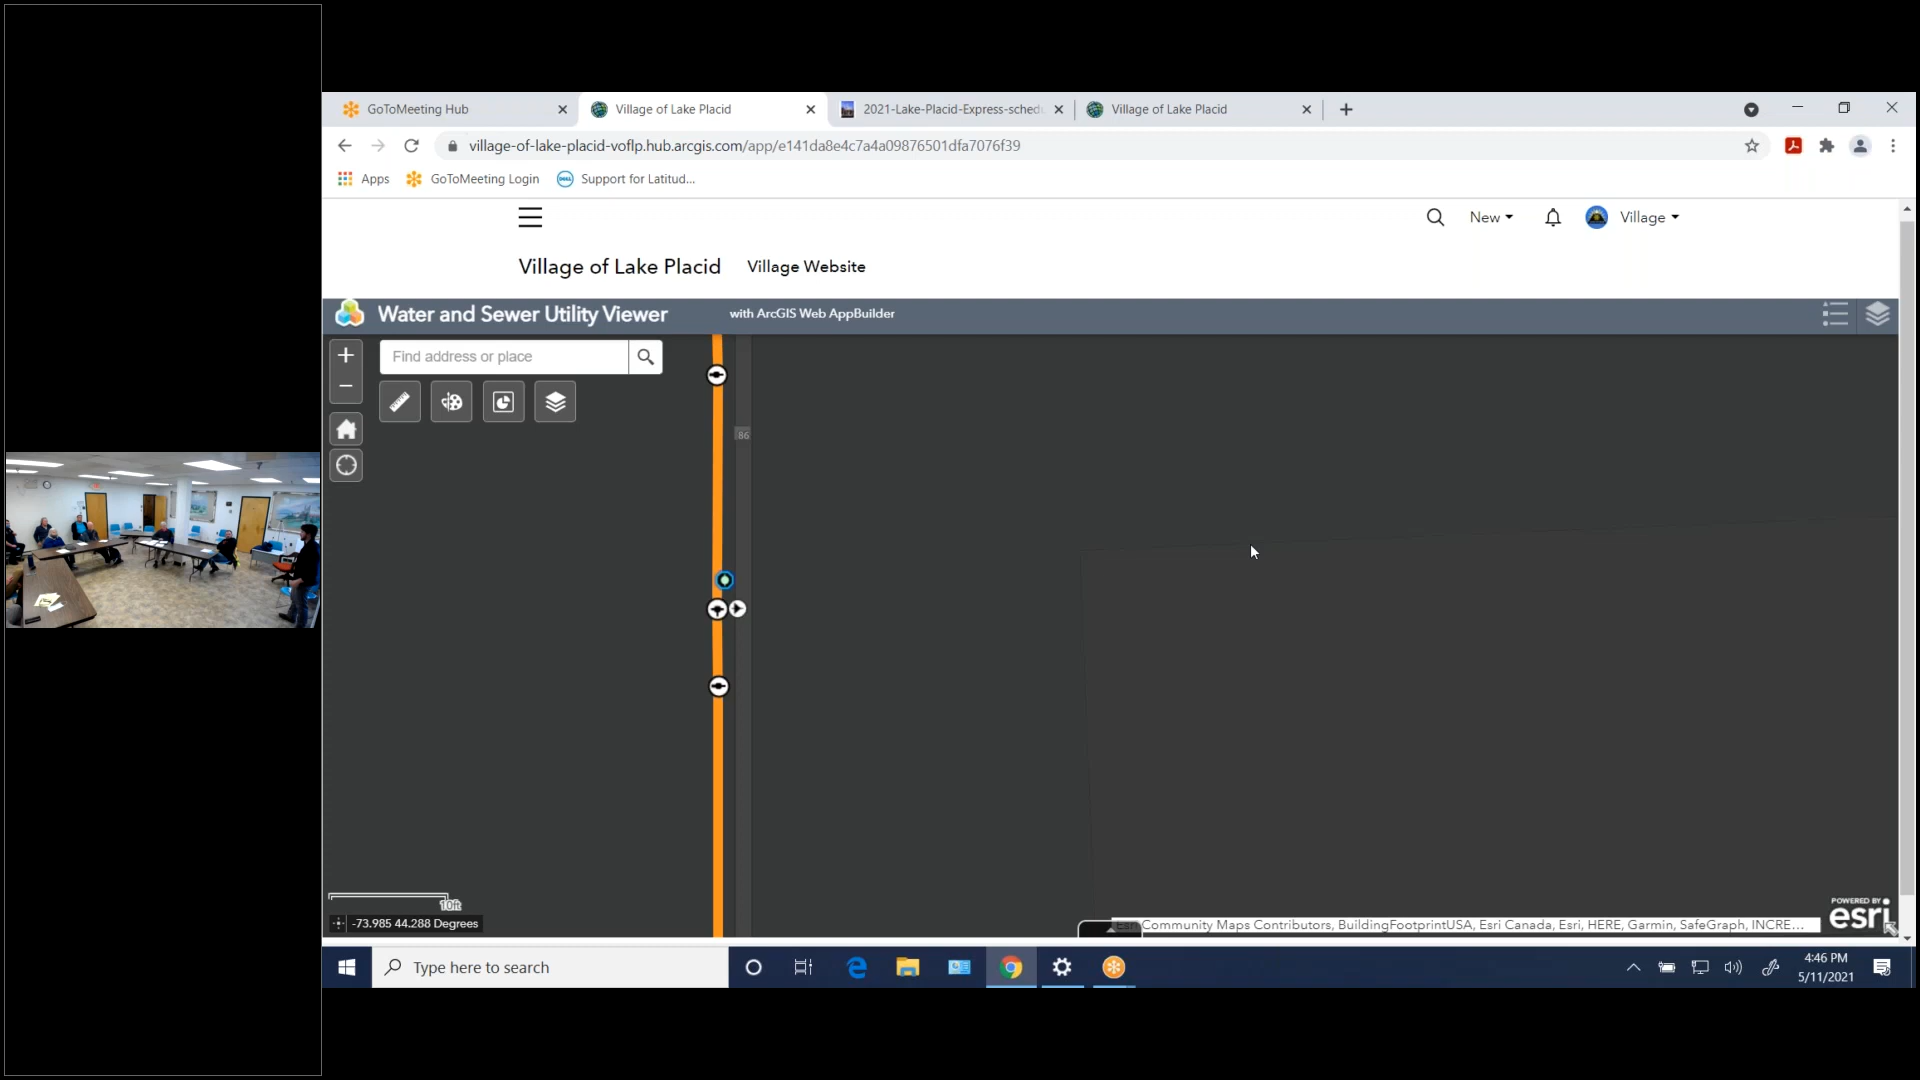 GoToMeeting Hub
Village of Lake Placid
2021-Lake-Placid-Express-schedu
Village of Lake Placid
village-of-lake-placid-voflp.hub.arcgis.com/app/e141da8e4c7a4a09876501dfa7076f39
Apps
GoToMeeting Login
DELL
Support for Latitud...
New
Village
Village of Lake Placid
Village Website
Water and Sewer Utility Viewer
with ArcGIS Web AppBuilder
Find address or place
86
10ft
-73.985 44.288 Degrees
Esri Community Maps Contributors, BuildingFootprintUSA, Esri Canada, Esri, HERE, Garmin, SafeGraph, INCRE...
POWERED BY
esri
Type here to search
4:46 PM
5/11/2021